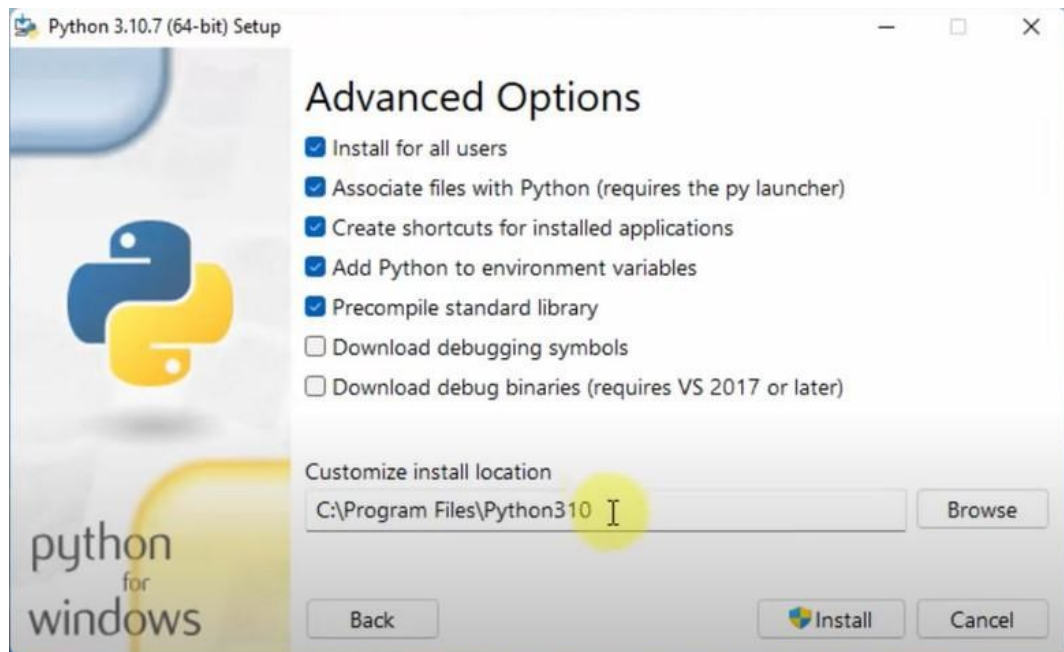 Python 3.10.7 (64-bit) Setup
Advanced Options
Install for all users
Associate files with Python (requires the py launcher)
Create shortcuts for installed applications
Add Python to environment variables
Precompile standard library
Download debugging symbols
Download debug binaries (requires VS 2017 or later)
Customize install location
C:\Program Files\Python310
Browse
python
for
windows
Back
Install
Cancel